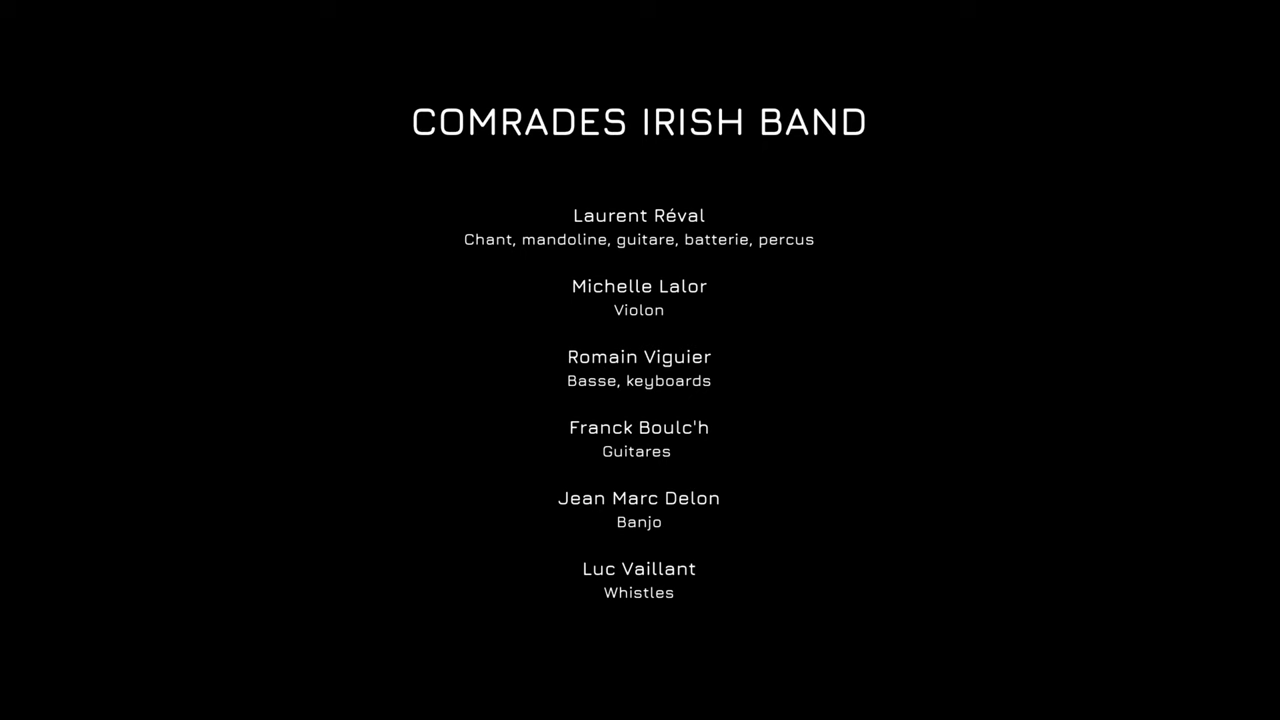 COMRADES IRISH BAND
Laurent Réval
Chant, mandoline, guitare, batterie, percus
Michelle Lalor
Violon
Romain Viguier
Basse, keyboards
Franck Boulc'h
Guitares
Jean Marc Delon
Banjo
Luc Vaillant
Whistles